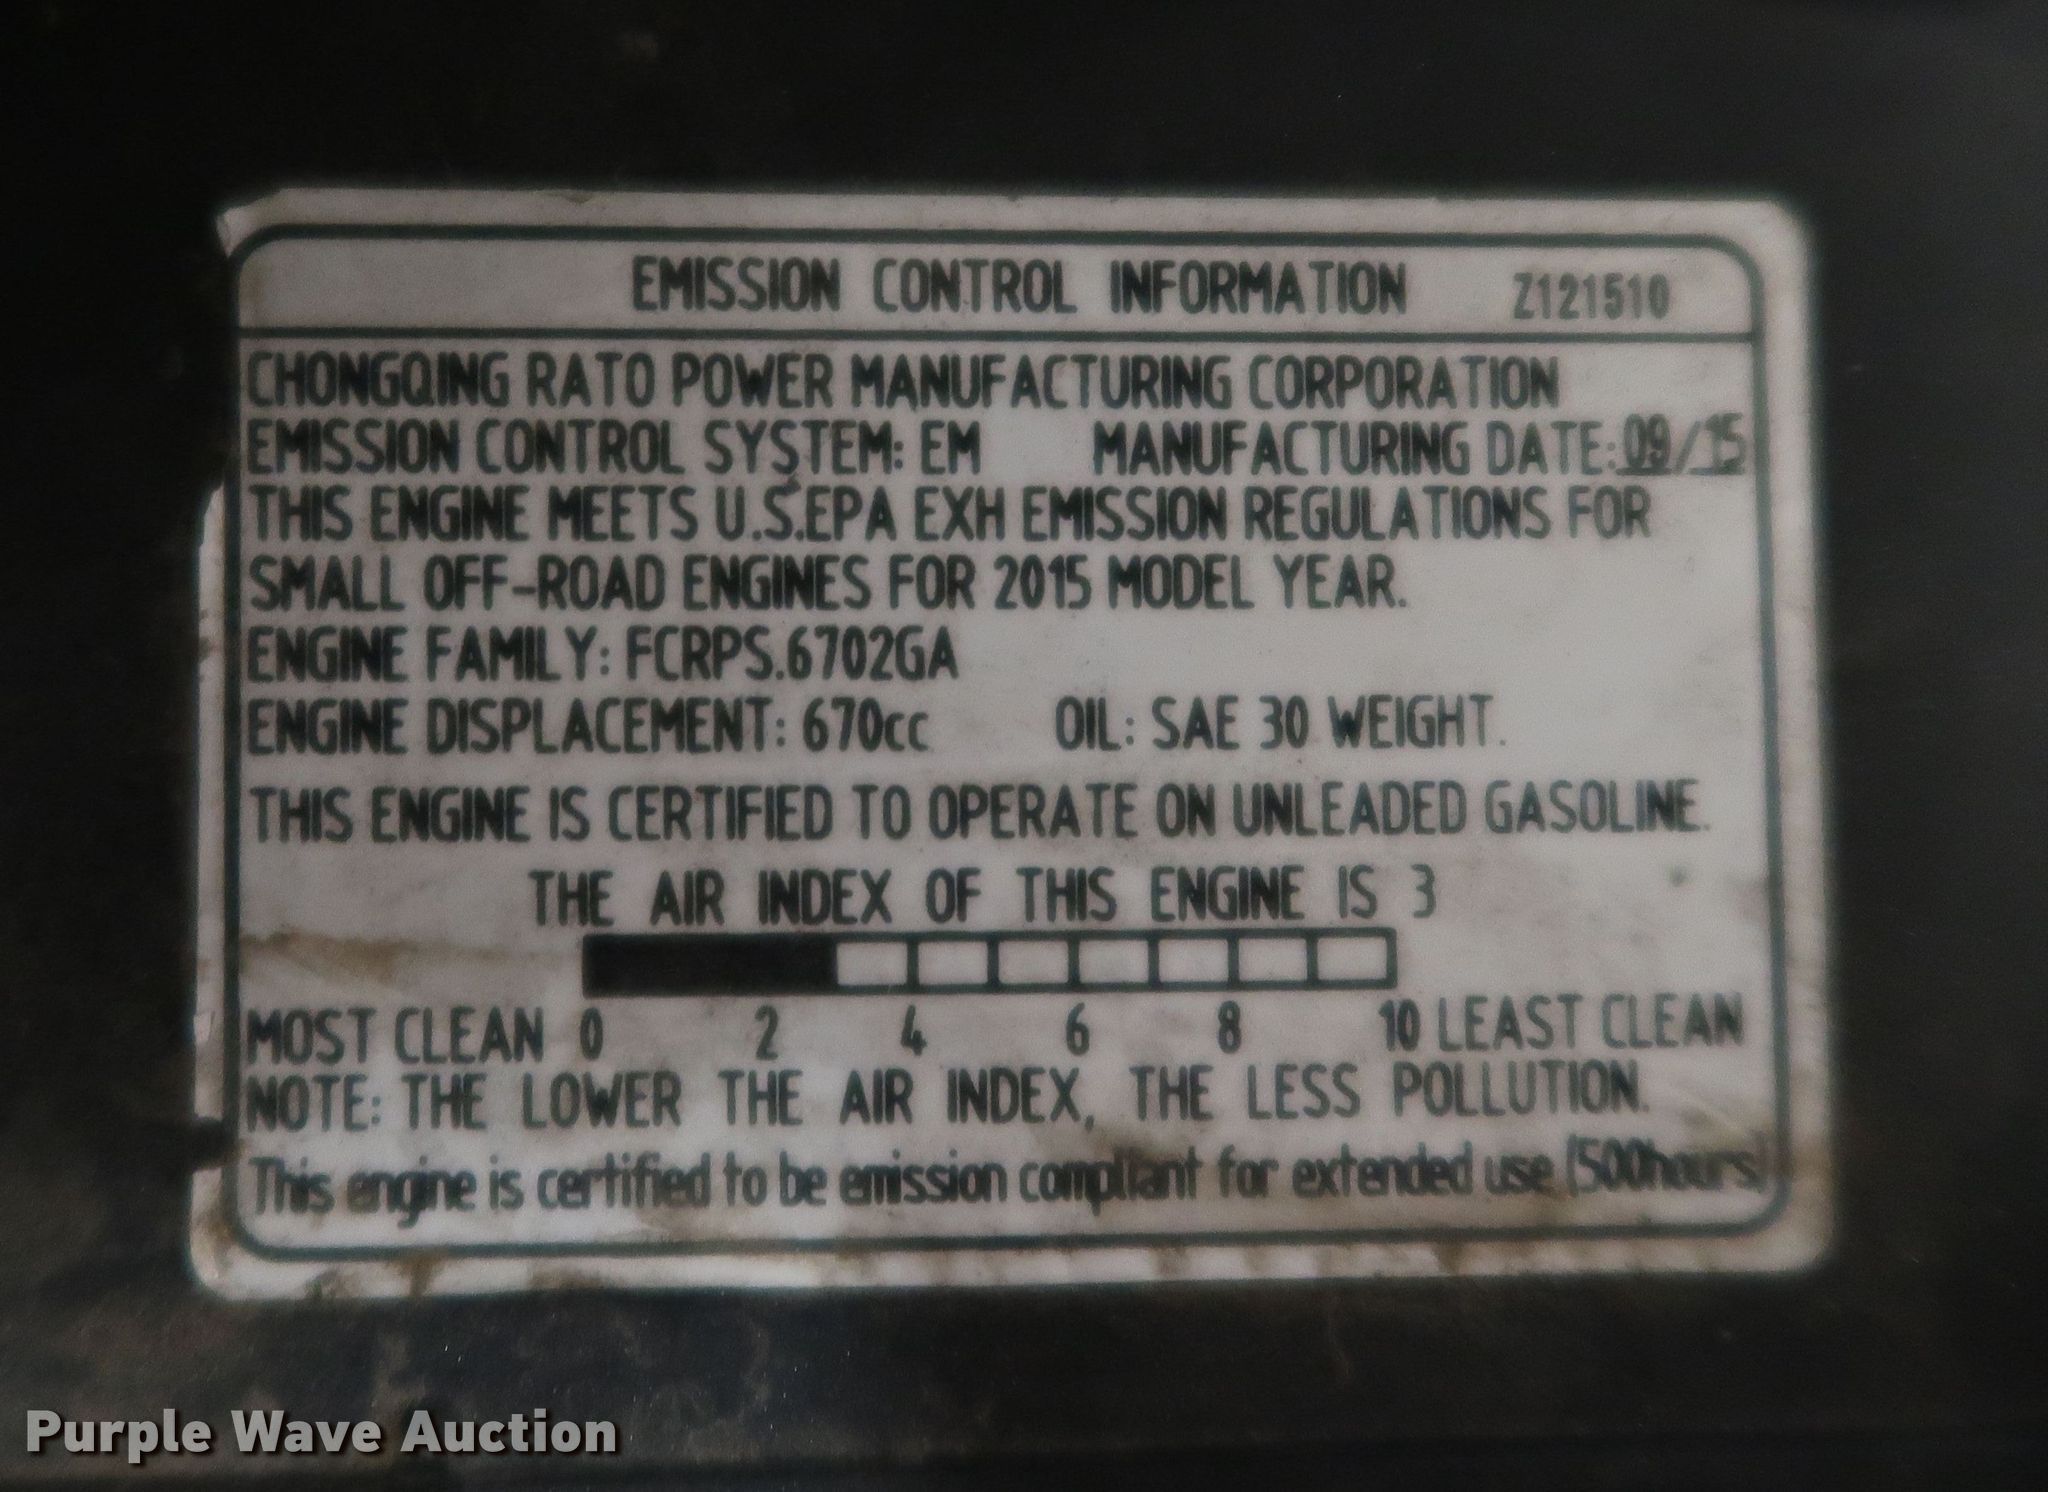 EMISSION CONTROL INFORMATION Z121510
CHONGQING RATO POWER MANUFACTURING CORPORATION
EMISSION CONTROL SYSTEM: EM MANUFACTURING DATE: 09/15
THIS ENGINE MEETS U.S.EPA EXH EMISSION REGULATIONS FOR
SMALL OFF-ROAD ENGINES FOR 2015 MODEL YEAR.
ENGINE FAMILY: FCRPS.6702GA
ENGINE DISPLACEMENT: 670cc OIL: SAE 30 WEIGHT.
THIS ENGINE IS CERTIFIED TO OPERATE ON UNLEADED GASOLINE.
THE AIR INDEX OF THIS ENGINE IS 3
MOST CLEAN 0 2 4 6 8 10 LEAST CLEAN
NOTE: THE LOWER THE AIR INDEX, THE LESS POLLUTION.
This engine is certified to be emission compliant for extended use (500hours)
Purple Wave Auction